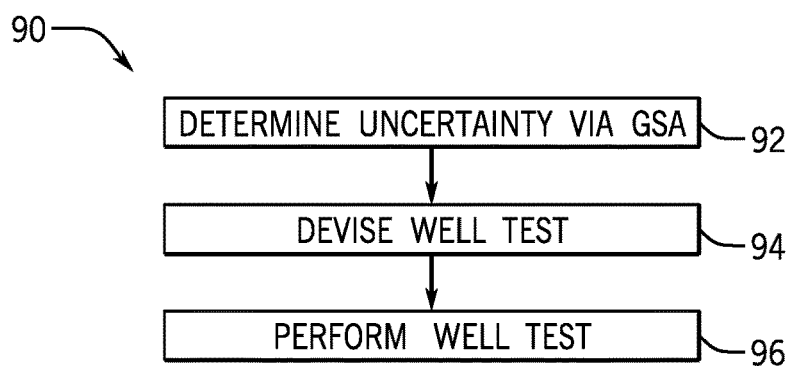 90
DETERMINE UNCERTAINTY VIA GSA
92
DEVISE WELL TEST
94
PERFORM WELL TEST
96